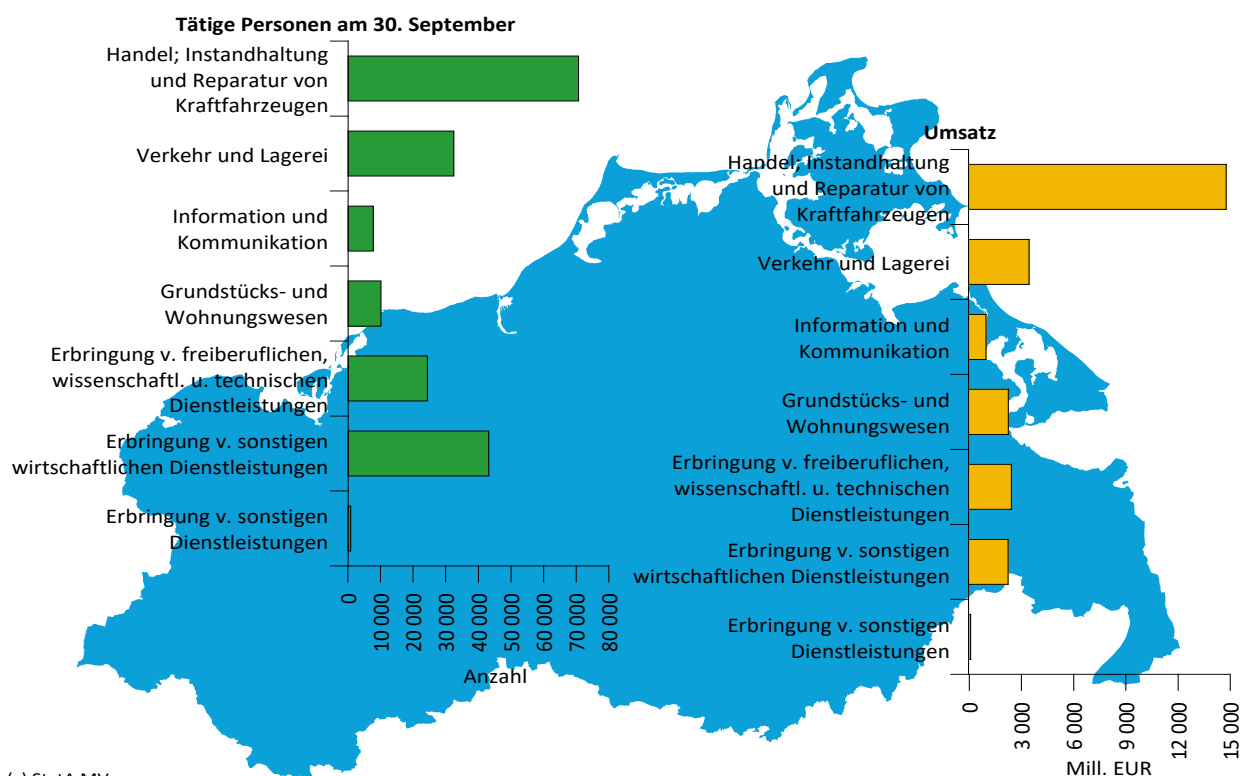 Tätige Personen am 30. September
Handel; Instandhaltung
und Reparatur von
Kraftfahrzeugen
Verkehr und Lagerei
Information und
Kommunikation
Grundstücks- und
Wohnungswesen
Erbringung v. freiberuflichen,
wissenschaftl. u. technischen
Dienstleistungen
Erbringung v. sonstigen
wirtschaftlichen Dienstleistungen
Erbringung v. sonstigen
Dienstleistungen
0
10 000
20 000
30 000
40 000
50 000
60 000
70 000
80 000
Anzahl
Umsatz
Handel; Instandhaltung
und Reparatur von
Kraftfahrzeugen
Verkehr und Lagerei
Information und
Kommunikation
Grundstücks- und
Wohnungswesen
Erbringung v. freiberuflichen,
wissenschaftl. u. technischen
Dienstleistungen
Erbringung v. sonstigen
wirtschaftlichen Dienstleistungen
Erbringung v. sonstigen
Dienstleistungen
0
3 000
6 000
9 000
12 000
15 000
Mill. EUR
(c) StatA MV